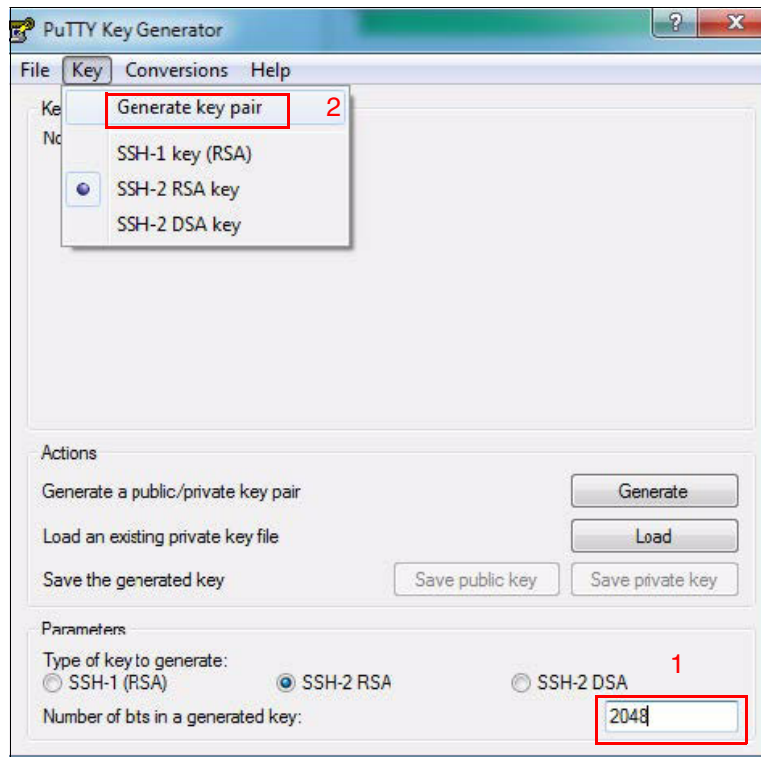 PuTTY Key Generator ? X
File Key Conversions Help
Ke
Generate key pair 2
No
SSH-1 key (RSA)
SSH-2 RSA key
SSH-2 DSA key
Actions
Generate a public/private key pair Generate
Load an existing private key file Load
Save the generated key Save public key Save private key
Parameters
Type of key to generate: 1
SSH-1 (RSA) SSH-2 RSA SSH-2 DSA
Number of bts in a generated key: 2048